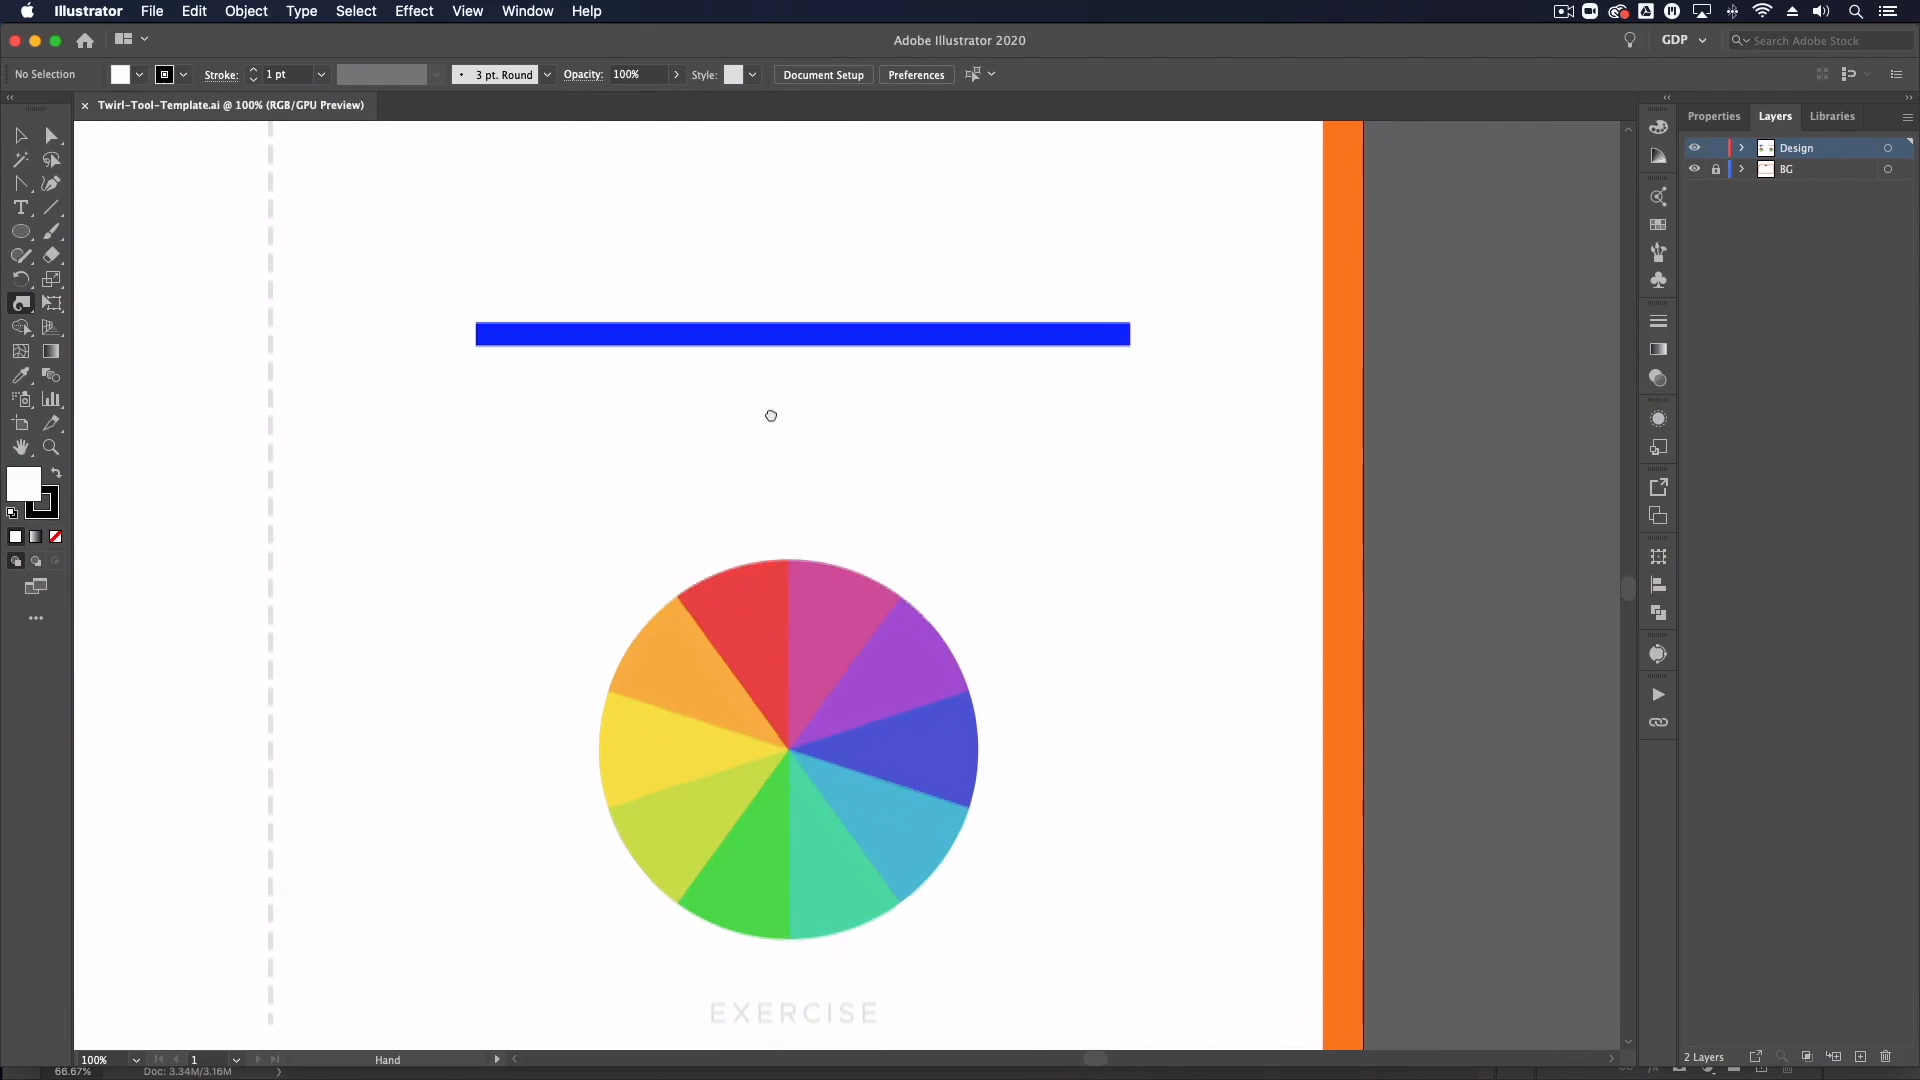 Illustrator File Edit Object Type Select Effect View Window Help
Adobe Illustrator 2020
GDP
Search Adobe Stock
No Selection
Stroke: 1 pt
3 pt. Round
Opacity: 100%
Style:
Document Setup
Preferences
Twirl-Tool-Template.ai @ 100% (RGB/GPU Preview)
Properties Layers Libraries
Design
BG
EXERCISE
100% 1 Hand
2 Layers
66.67% Doc: 3.34M/3.16M